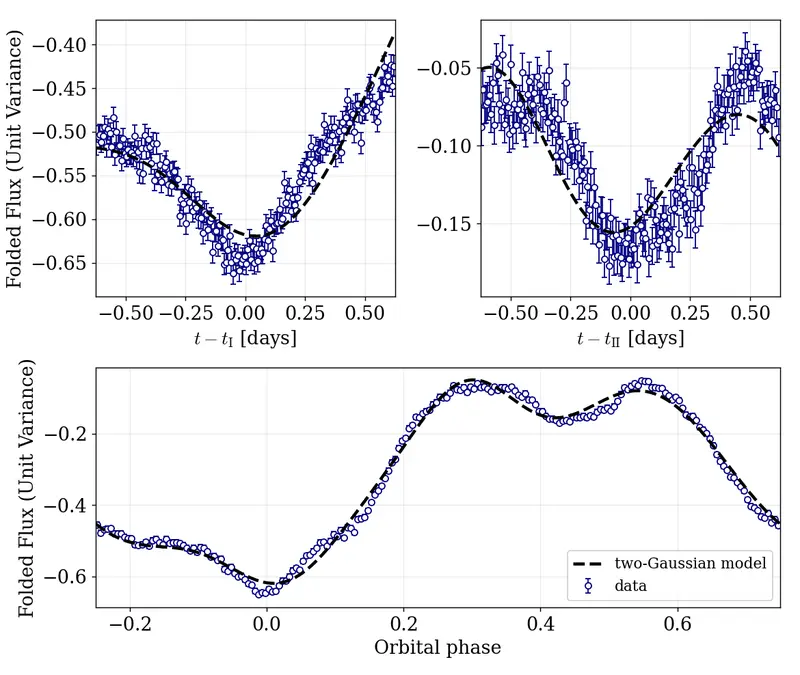 Folded Flux (Unit Variance)
−0.40
−0.45
−0.50
−0.55
−0.60
−0.65
−0.50 −0.25 0.00 0.25 0.50
t − tI [days]
−0.05
−0.10
−0.15
−0.50 −0.25 0.00 0.25 0.50
t − tII [days]
Folded Flux (Unit Variance)
−0.2
−0.4
−0.6
two-Gaussian model
data
−0.2 0.0 0.2 0.4 0.6
Orbital phase